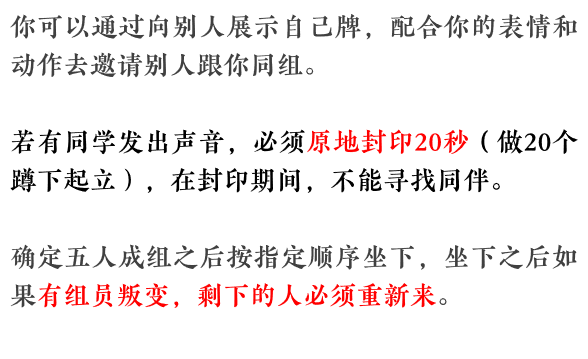 你可以通过向别人展示自己牌，配合你的表情和
动作去邀请别人跟你同组。
若有同学发出声音，必须原地封印20秒（做20个
蹲下起立），在封印期间，不能寻找同伴。
确定五人成组之后按指定顺序坐下，坐下之后如
果有组员叛变，剩下的人必须重新来。